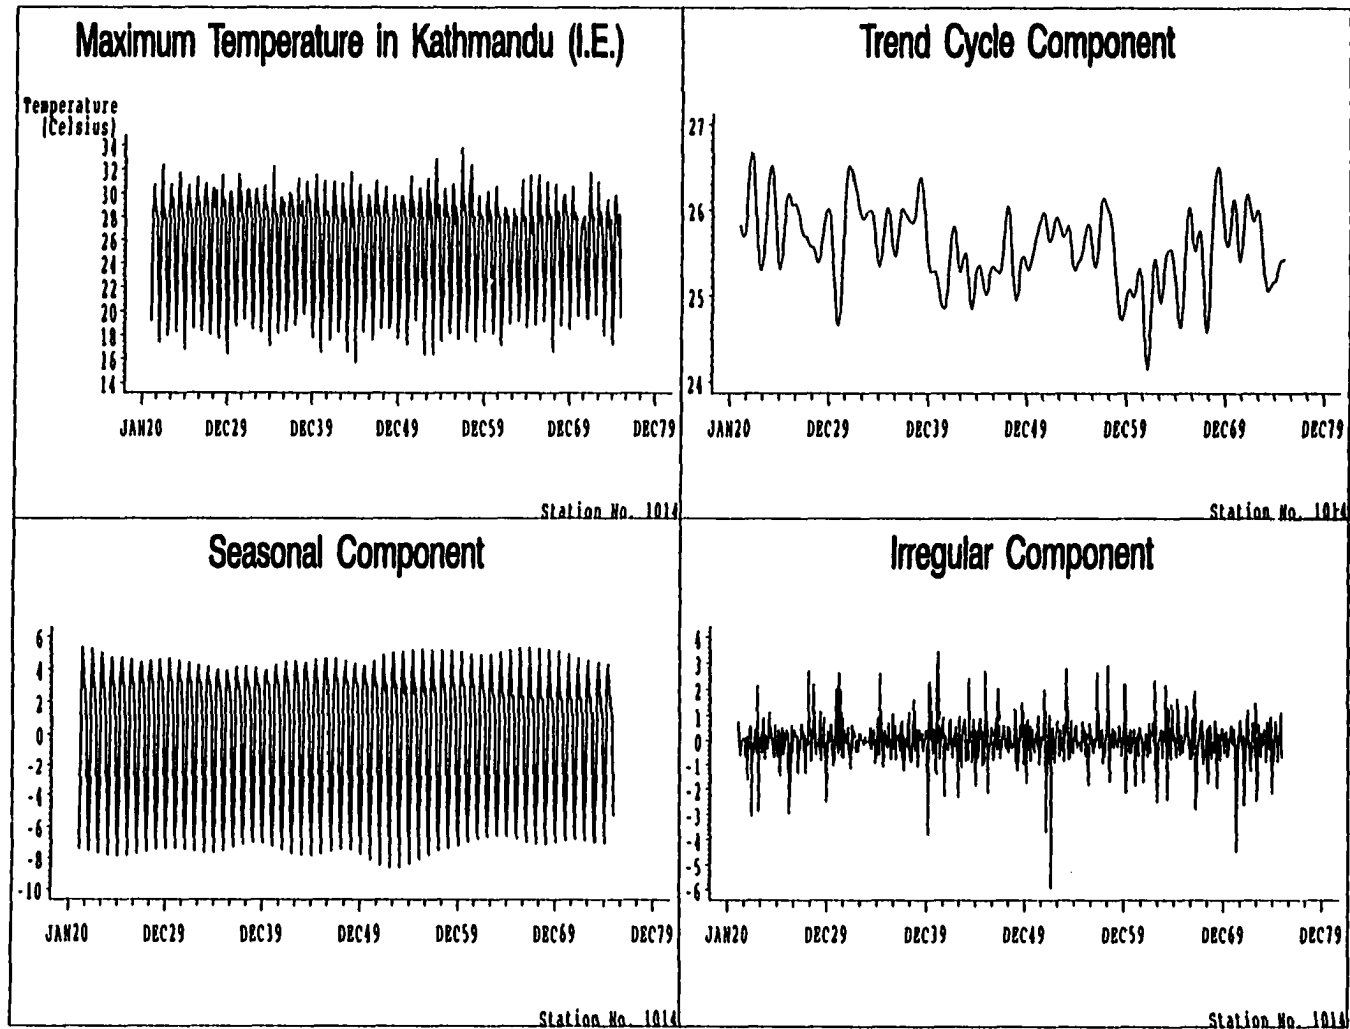 Maximum Temperature in Kathmandu (I.E.)
Temperature
(Celsius)
34
32
30
28
26
24
22
20
18
16
14
JAN20 DEC29 DEC39 DEC49 DEC59 DEC69 DEC79
Station No. 1014
Trend Cycle Component
27
26
25
24
JAN20 DEC29 DEC39 DEC49 DEC59 DEC69 DEC79
Station No. 1014
Seasonal Component
6
4
2
0
-2
-4
-6
-8
-10
JAN20 DEC29 DEC39 DEC49 DEC59 DEC69 DEC79
Station No. 1014
Irregular Component
4
3
2
1
0
-1
-2
-3
-4
-5
-6
JAN20 DEC29 DEC39 DEC49 DEC59 DEC69 DEC79
Station No. 1014